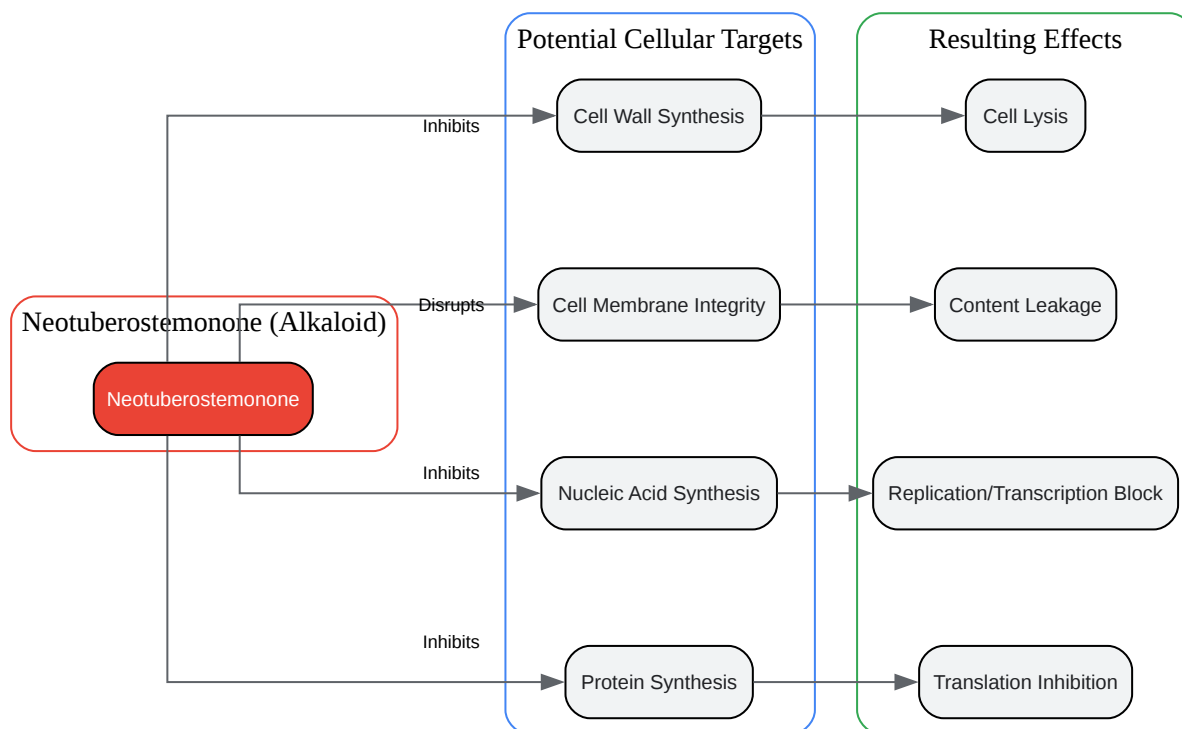 Potential Cellular Targets
Resulting Effects
Cell Wall Synthesis
Cell Lysis
Inhibits
Disrupts
Cell Membrane Integrity
Content Leakage
Neotuberostemonone (Alkaloid)
Neotuberostemonone
Inhibits
Nucleic Acid Synthesis
Replication/Transcription Block
Inhibits
Protein Synthesis
Translation Inhibition